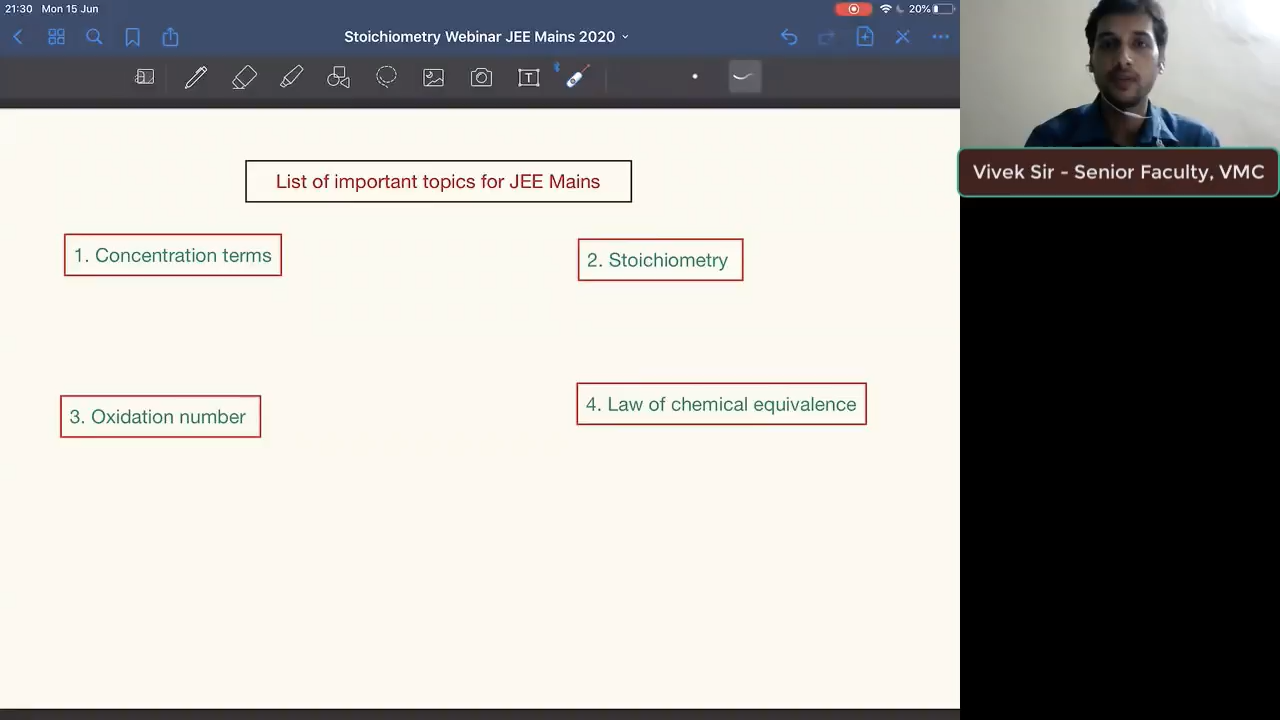 21:30 Mon 15 Jun
20%
Stoichiometry Webinar JEE Mains 2020
T
Vivek Sir - Senior Faculty, VMC
List of important topics for JEE Mains
1. Concentration terms
2. Stoichiometry
3. Oxidation number
4. Law of chemical equivalence